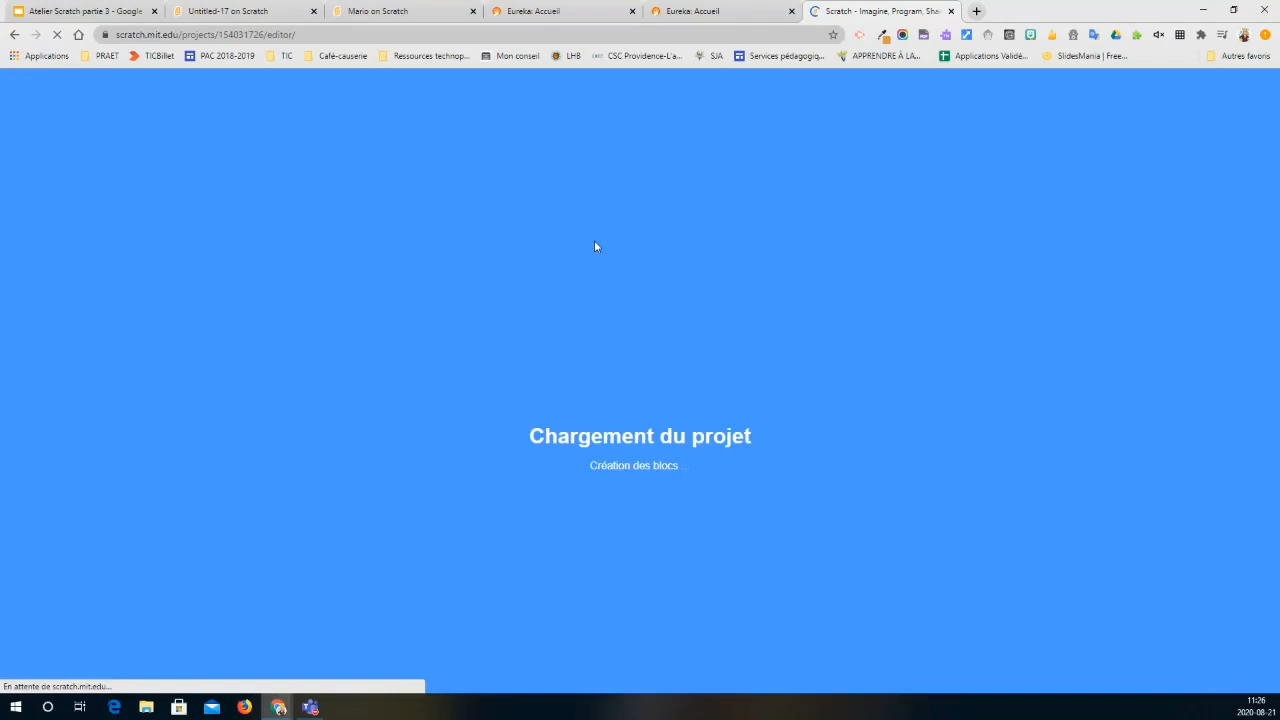 Atelier Scratch partie 3 - Google
Untitled-17 on Scratch
Mario on Scratch
Eureka: Accueil
Eureka: Accueil
Scratch - Imagine, Program, Sha
scratch.mit.edu/projects/154031726/editor/
Applications
PRAET
TICBillet
PAC 2018-2019
TIC
Café-causerie
Ressources technop...
Mon conseil
LHB
CSC Providence-L'a...
SJA
Services pédagogiq...
APPRENDRE À LA...
Applications Validé...
SlidesMania | Free...
Autres favoris
Chargement du projet
Création des blocs ...
En attente de scratch.mit.edu...
11:26
2020-08-21